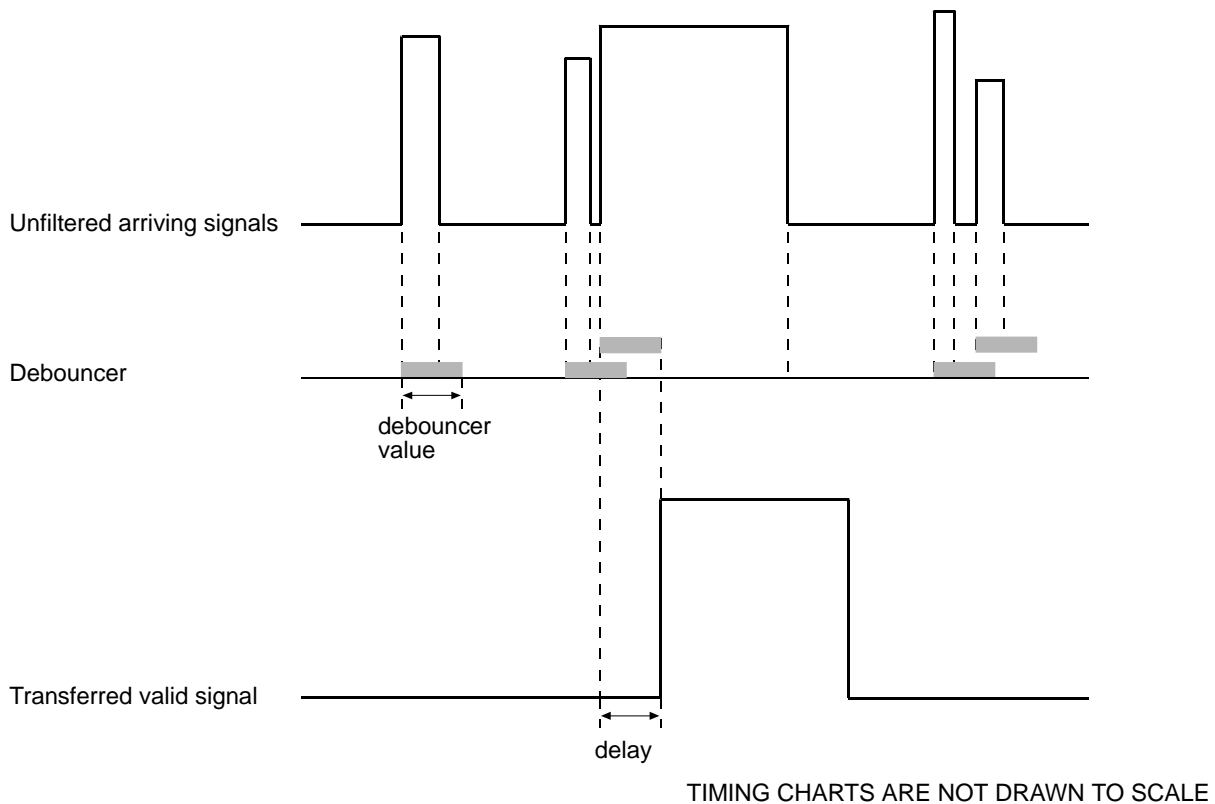 Unfiltered arriving signals
Debouncer
debouncer
value
Transferred valid signal
delay
TIMING CHARTS ARE NOT DRAWN TO SCALE